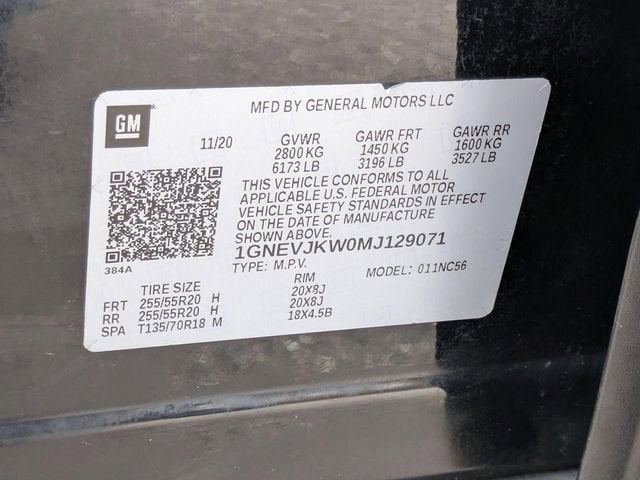 MFD BY GENERAL MOTORS LLC
GM
11/20 GVWR GAWR FRT GAWR RR
2800 KG 1450 KG 1600 KG
6173 LB 3196 LB 3527 LB
THIS VEHICLE CONFORMS TO ALL
APPLICABLE U.S. FEDERAL MOTOR
VEHICLE SAFETY STANDARDS IN EFFECT
ON THE DATE OF MANUFACTURE
SHOWN ABOVE.
1GNEVJKW0MJ129071
384A
TYPE: M.P.V. MODEL: 011NC56
TIRE SIZE RIM
FRT 255/55R20 H 20X8J
RR 255/55R20 H 20X8J
SPA T135/70R18 M 18X4.5B